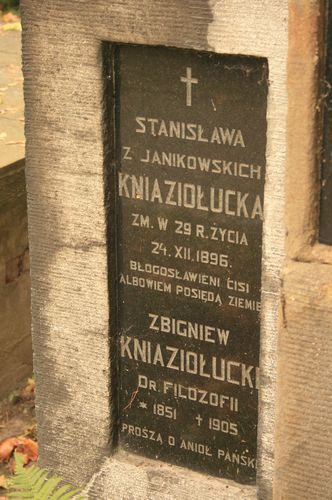 STANISŁAWA
Z JANIKOWSKICH
KNIAZIOŁUCKA
ZM. W 29 R. ŻYCIA
24. XII. 1896.
BŁOGOSŁAWIENI CISI
ALBOWIEM POSIĘDĄ ZIEMIĘ
ZBIGNIEW
KNIAZIOŁUCKI
DR FILOZOFII
* 1851 † 1905
PROSZĄ O ANIOŁ PAŃSKI